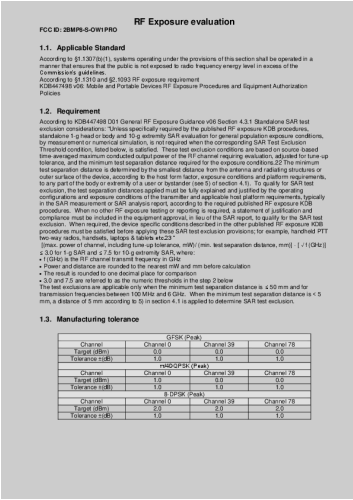 RF Exposure evaluation
FCC ID: 2BMP8-S-OW1PRO
1.1. Applicable Standard
According to §1.1307(b)(1), systems operating under the provisions of this section shall be operated in a
manner that ensures that the public is not exposed to radio frequency energy level in excess of the
Commission's guidelines.
According to §1.1310 and §2.1093 RF exposure requirement
KDB447498 v06: Mobile and Portable Devices RF Exposure Procedures and Equipment Authorization
Policies
1.2. Requirement
According to KDB447498 D01 General RF Exposure Guidance v06 Section 4.3.1 Standalone SAR test
exclusion considerations: "Unless specifically required by the published RF exposure KDB procedures,
standalone 1-g head or body and 10-g extremity SAR evaluation for general population exposure conditions,
by measurement or numerical simulation, is not required when the corresponding SAR Test Exclusion
Threshold condition, listed below, is satisfied. These test exclusion conditions are based on source-based
time-averaged maximum conducted output power of the RF channel requiring evaluation, adjusted for tune-up
tolerance, and the minimum test separation distance required for the exposure conditions.22 The minimum
test separation distance is determined by the smallest distance from the antenna and radiating structures or
outer surface of the device, according to the host form factor, exposure conditions and platform requirements,
to any part of the body or extremity of a user or bystander (see 5) of section 4.1). To qualify for SAR test
exclusion, the test separation distances applied must be fully explained and justified by the operating
configurations and exposure conditions of the transmitter and applicable host platform requirements, typically
in the SAR measurement or SAR analysis report, according to the required published RF exposure KDB
procedures. When no other RF exposure testing or reporting is required, a statement of justification and
compliance must be included in the equipment approval, in lieu of the SAR report, to qualify for the SAR test
exclusion. When required, the device specific conditions described in the other published RF exposure KDB
procedures must be satisfied before applying these SAR test exclusion provisions; for example, handheld PTT
two-way radios, handsets, laptops & tablets etc.23 "
[(max. power of channel, including tune-up tolerance, mW)/ (min. test separation distance, mm)] · [√f(GHz)]
≤ 3.0 for 1-g SAR and ≤ 7.5 for 10-g extremity SAR, where:
• f (GHz) is the RF channel transmit frequency in GHz
• Power and distance are rounded to the nearest mW and mm before calculation
• The result is rounded to one decimal place for comparison
• 3.0 and 7.5 are referred to as the numeric thresholds in the step 2 below
The test exclusions are applicable only when the minimum test separation distance is ≤ 50 mm and for
transmission frequencies between 100 MHz and 6 GHz. When the minimum test separation distance is < 5
mm, a distance of 5 mm according to 5) in section 4.1 is applied to determine SAR test exclusion.
1.3. Manufacturing tolerance
GFSK (Peak)
Channel Channel 0 Channel 39 Channel 78
Target (dBm) 0.0 0.0 0.0
Tolerance ±(dB) 1.0 1.0 1.0
π/4DQPSK (Peak)
Channel Channel 0 Channel 39 Channel 78
Target (dBm) 1.0 0.0 0.0
Tolerance ±(dB) 1.0 1.0 1.0
8-DPSK (Peak)
Channel Channel 0 Channel 39 Channel 78
Target (dBm) 2.0 2.0 2.0
Tolerance ±(dB) 1.0 1.0 1.0